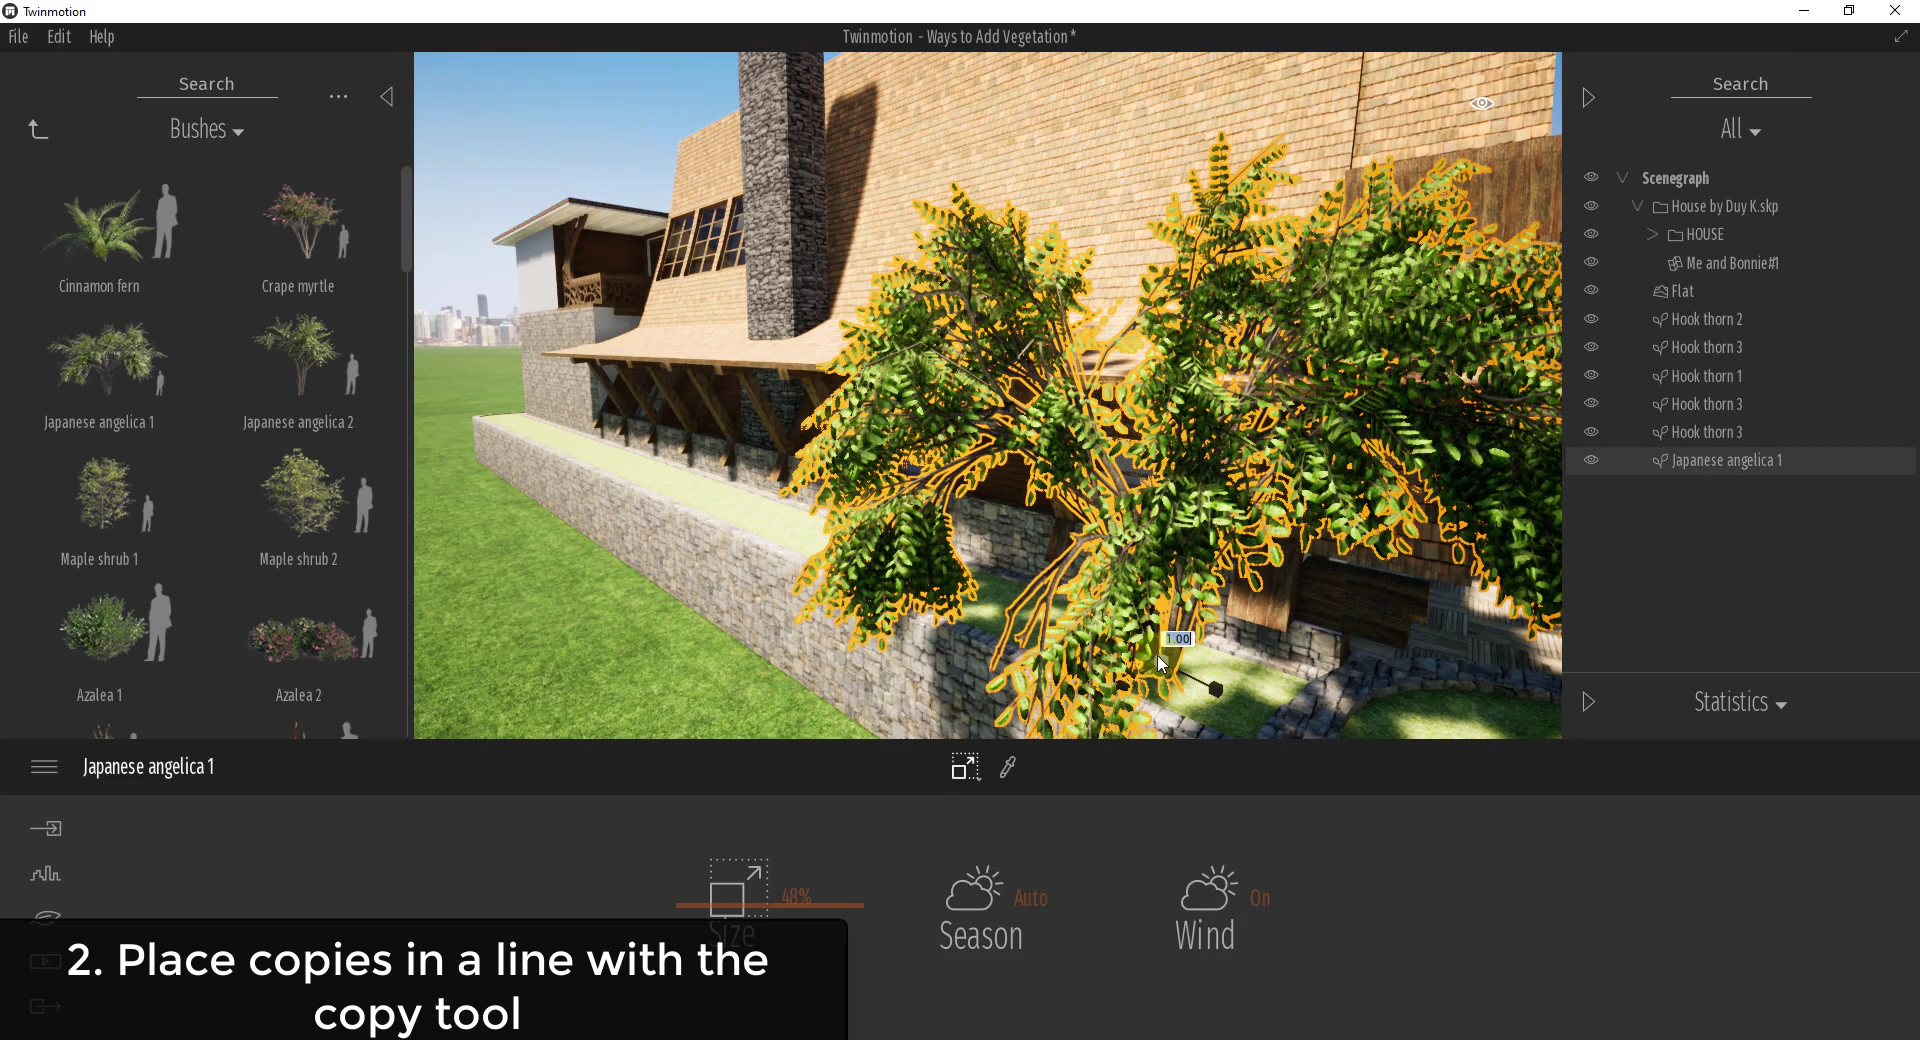 Twinmotion
File Edit Help
Twinmotion - Ways to Add Vegetation*
Search
Bushes
Cinnamon fern
Crape myrtle
Japanese angelica 1
Japanese angelica 2
Maple shrub 1
Maple shrub 2
Azalea 1
Azalea 2
1.00
Search
All
Scenegraph
House by Duy K.skp
HOUSE
Me and Bonnie#1
Flat
Hook thorn 2
Hook thorn 3
Hook thorn 1
Hook thorn 3
Hook thorn 3
Japanese angelica 1
Statistics
Japanese angelica 1
48%
Size
Auto
Season
On
Wind
2. Place copies in a line with the
copy tool